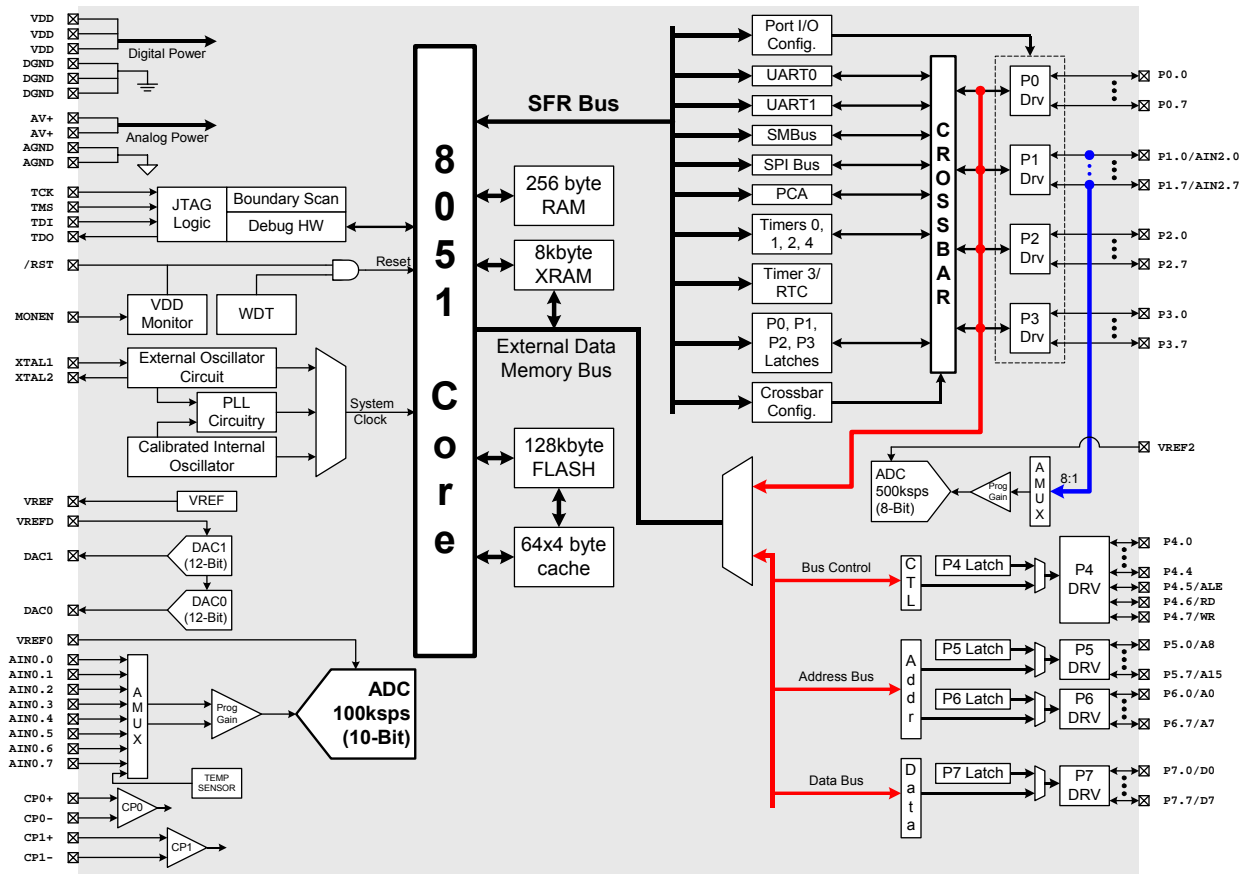 VDD
VDD
VDD
DGND
DGND
DGND
Digital Power
AV+
AV+
AGND
AGND
Analog Power
TCK
TMS
TDI
TDO
JTAG
Logic
Boundary Scan
Debug HW
/RST
MONEN
VDD
Monitor
WDT
Reset
XTAL1
XTAL2
External Oscillator
Circuit
PLL
Circuitry
Calibrated Internal
Oscillator
System
Clock
VREF
VREF
VREFD
DAC1
DAC1
(12-Bit)
DAC0
DAC0
(12-Bit)
VREF0
AIN0.0
AIN0.1
AIN0.2
AIN0.3
AIN0.4
AIN0.5
AIN0.6
AIN0.7
AMUX
Prog
Gain
ADC
100ksps
(10-Bit)
TEMP
SENSOR
CP0+
CP0-
CP0
CP1+
CP1-
CP1
8051 Core
SFR Bus
256 byte
RAM
8kbyte
XRAM
External Data
Memory Bus
128kbyte
FLASH
64x4 byte
cache
Port I/O
Config.
UART0
UART1
SMBus
SPI Bus
PCA
Timers 0,
1, 2, 4
Timer 3/
RTC
P0, P1,
P2, P3
Latches
Crossbar
Config.
CROSSBAR
P0
Drv
P1
Drv
P2
Drv
P3
Drv
P0.0
P0.7
P1.0/AIN2.0
P1.7/AIN2.7
P2.0
P2.7
P3.0
P3.7
VREF2
ADC
500ksps
(8-Bit)
Prog
Gain
AMUX
8:1
Bus Control
CTL
P4 Latch
P4
DRV
P4.0
P4.4
P4.5/ALE
P4.6/RD
P4.7/WR
Address Bus
Addr
P5 Latch
P5
DRV
P5.0/A8
P5.7/A15
P6 Latch
P6
DRV
P6.0/A0
P6.7/A7
Data Bus
Data
P7 Latch
P7
DRV
P7.0/D0
P7.7/D7